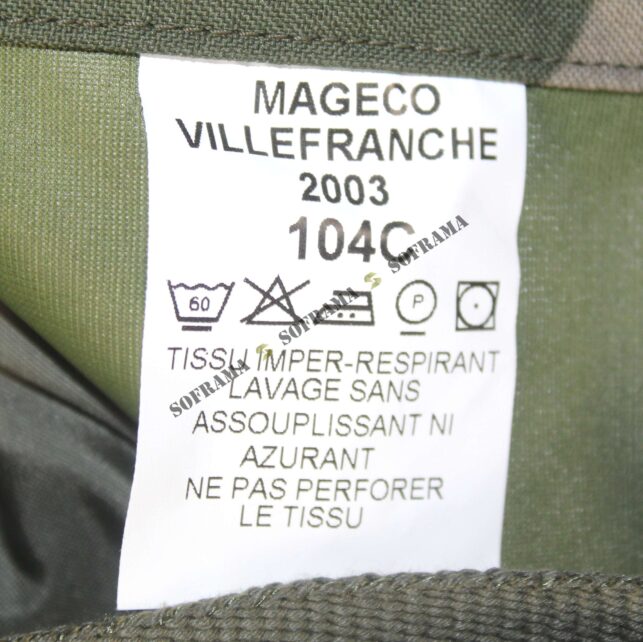 MAGECO
VILLEFRANCHE
2003
104C
60
P
TISSU IMPER-RESPIRANT
LAVAGE SANS
ASSOUPLISSANT NI
AZURANT
NE PAS PERFORER
LE TISSU
SOFRAMA SOFRAMA SOFRAMA